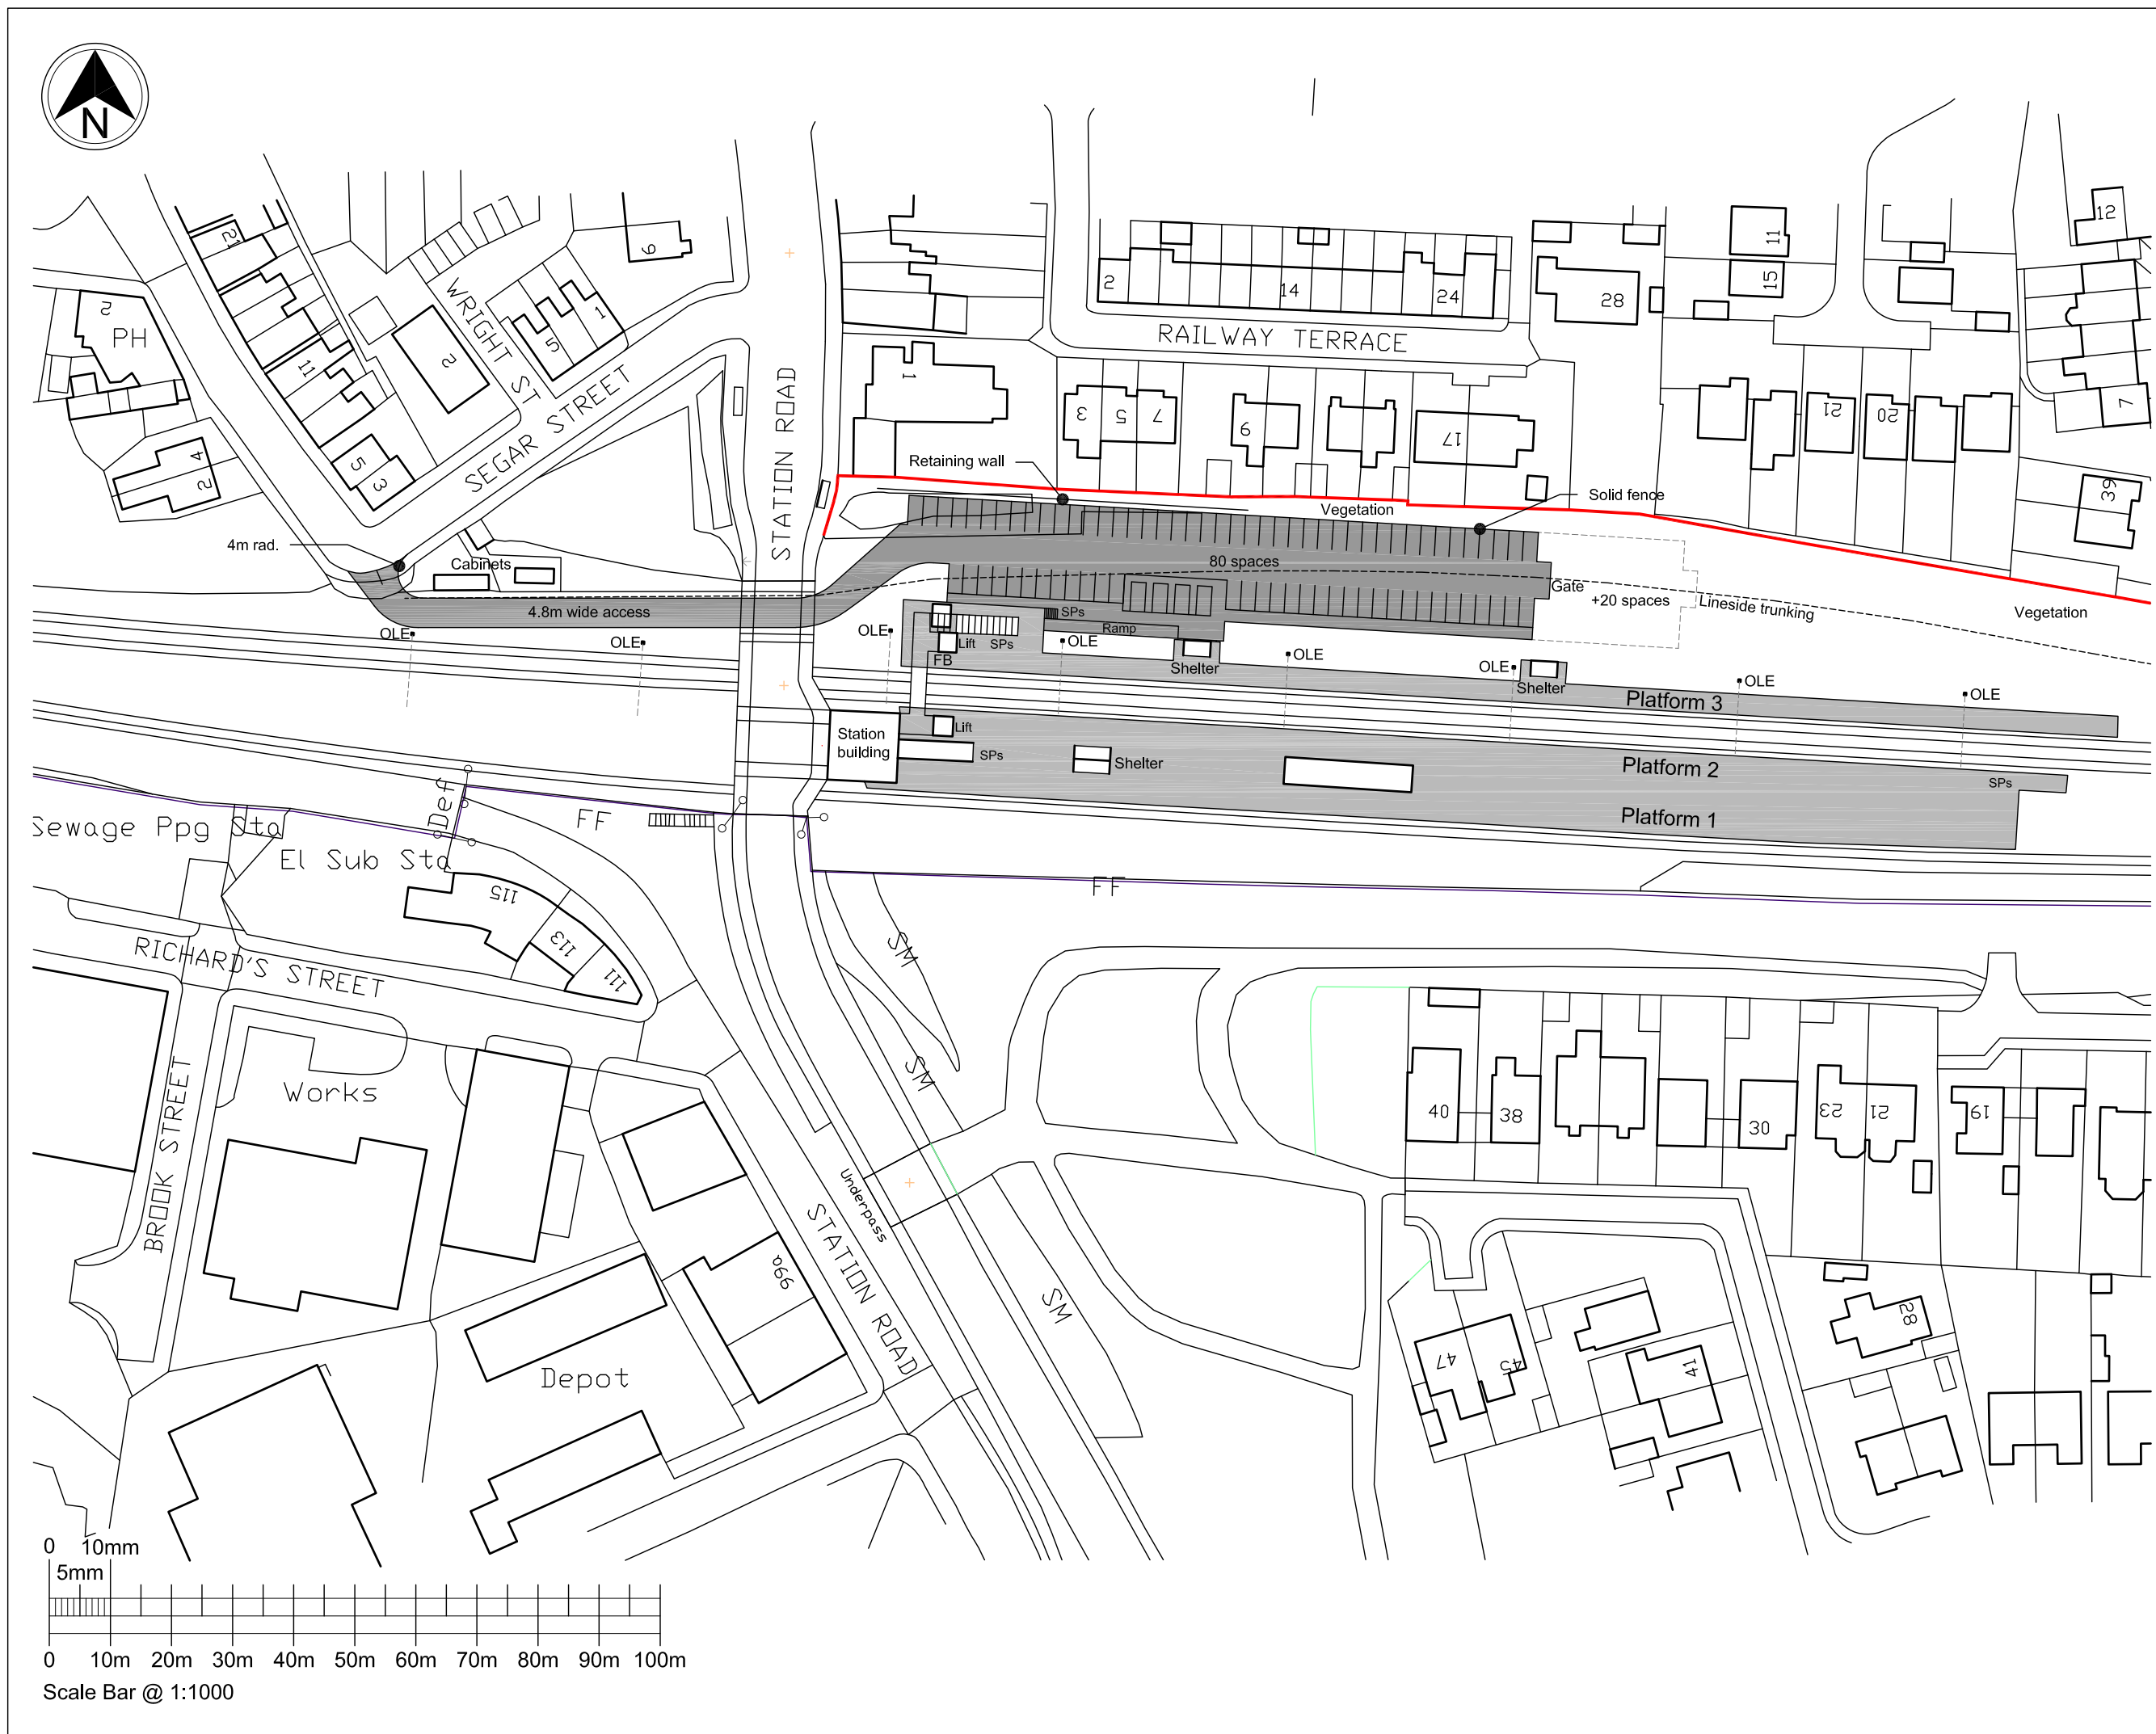 N
21
2
PH
11
2
WRIGHT ST
5
1
9
4
2
5
3
SEGAR STREET
STATION ROAD
1
2
14
24
28
RAILWAY TERRACE
3
5
7
9
17
11
15
12
21
20
7
39
Retaining wall
Solid fence
Vegetation
4m rad.
Cabinets
80 spaces
Gate
+20 spaces
Lineside trunking
Vegetation
4.8m wide access
OLE
OLE
OLE
SPs
Ramp
Lift
SPs
FB
OLE
Shelter
OLE
OLE
Shelter
OLE
OLE
Platform 3
Station
building
Lift
SPs
Shelter
Platform 2
SPs
Platform 1
Def
FF
Sewage Ppg Sta
El Sub Sta
FF
115
113
111
RICHARD'S STREET
SM
SM
SM
BROOK STREET
Works
Underpass
STATION ROAD
99a
Depot
40
38
30
23
21
19
28
47
45
41
0
10mm
5mm
0 10m 20m 30m 40m 50m 60m 70m 80m 90m 100m
Scale Bar @ 1:1000